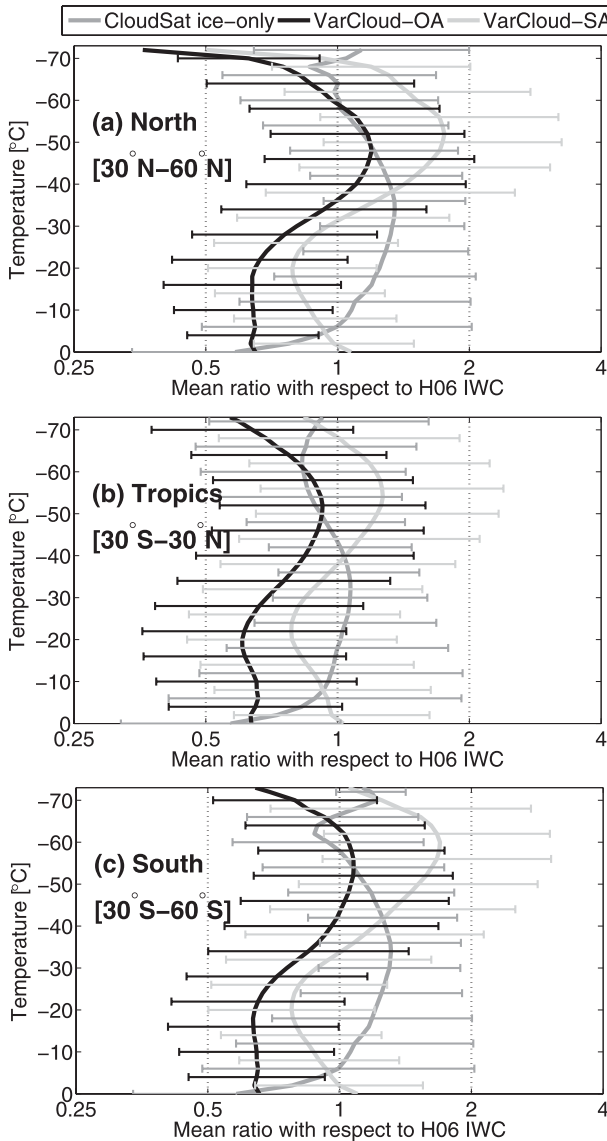 CloudSat ice-only VarCloud-OA VarCloud-SA
−70
−60
−50
−40
−30
−20
−10
0
Temperature [°C]
(a) North
[30°N−60°N]
0.25 0.5 1 2 4
Mean ratio with respect to H06 IWC
−70
−60
−50
−40
−30
−20
−10
0
Temperature [°C]
(b) Tropics
[30°S−30°N]
0.25 0.5 1 2 4
Mean ratio with respect to H06 IWC
−70
−60
−50
−40
−30
−20
−10
0
Temperature [°C]
(c) South
[30°S−60°S]
0.25 0.5 1 2 4
Mean ratio with respect to H06 IWC